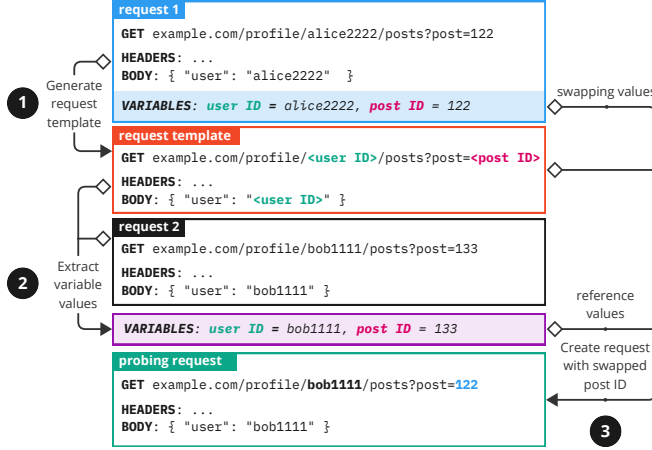 request 1
GET example.com/profile/alice2222/posts?post=122
HEADERS: ...
BODY: { "user": "alice2222"  }
VARIABLES: user ID = alice2222, post ID = 122
1
Generate
request
template
swapping values
request template
GET example.com/profile/<user ID>/posts?post=<post ID>
HEADERS: ...
BODY: { "user": "<user ID>" }
request 2
GET example.com/profile/bob1111/posts?post=133
HEADERS: ...
BODY: { "user": "bob1111" }
2
Extract
variable
values
VARIABLES: user ID = bob1111, post ID = 133
reference
values
probing request
GET example.com/profile/bob1111/posts?post=122
HEADERS: ...
BODY: { "user": "bob1111" }
Create request
with swapped
post ID
3